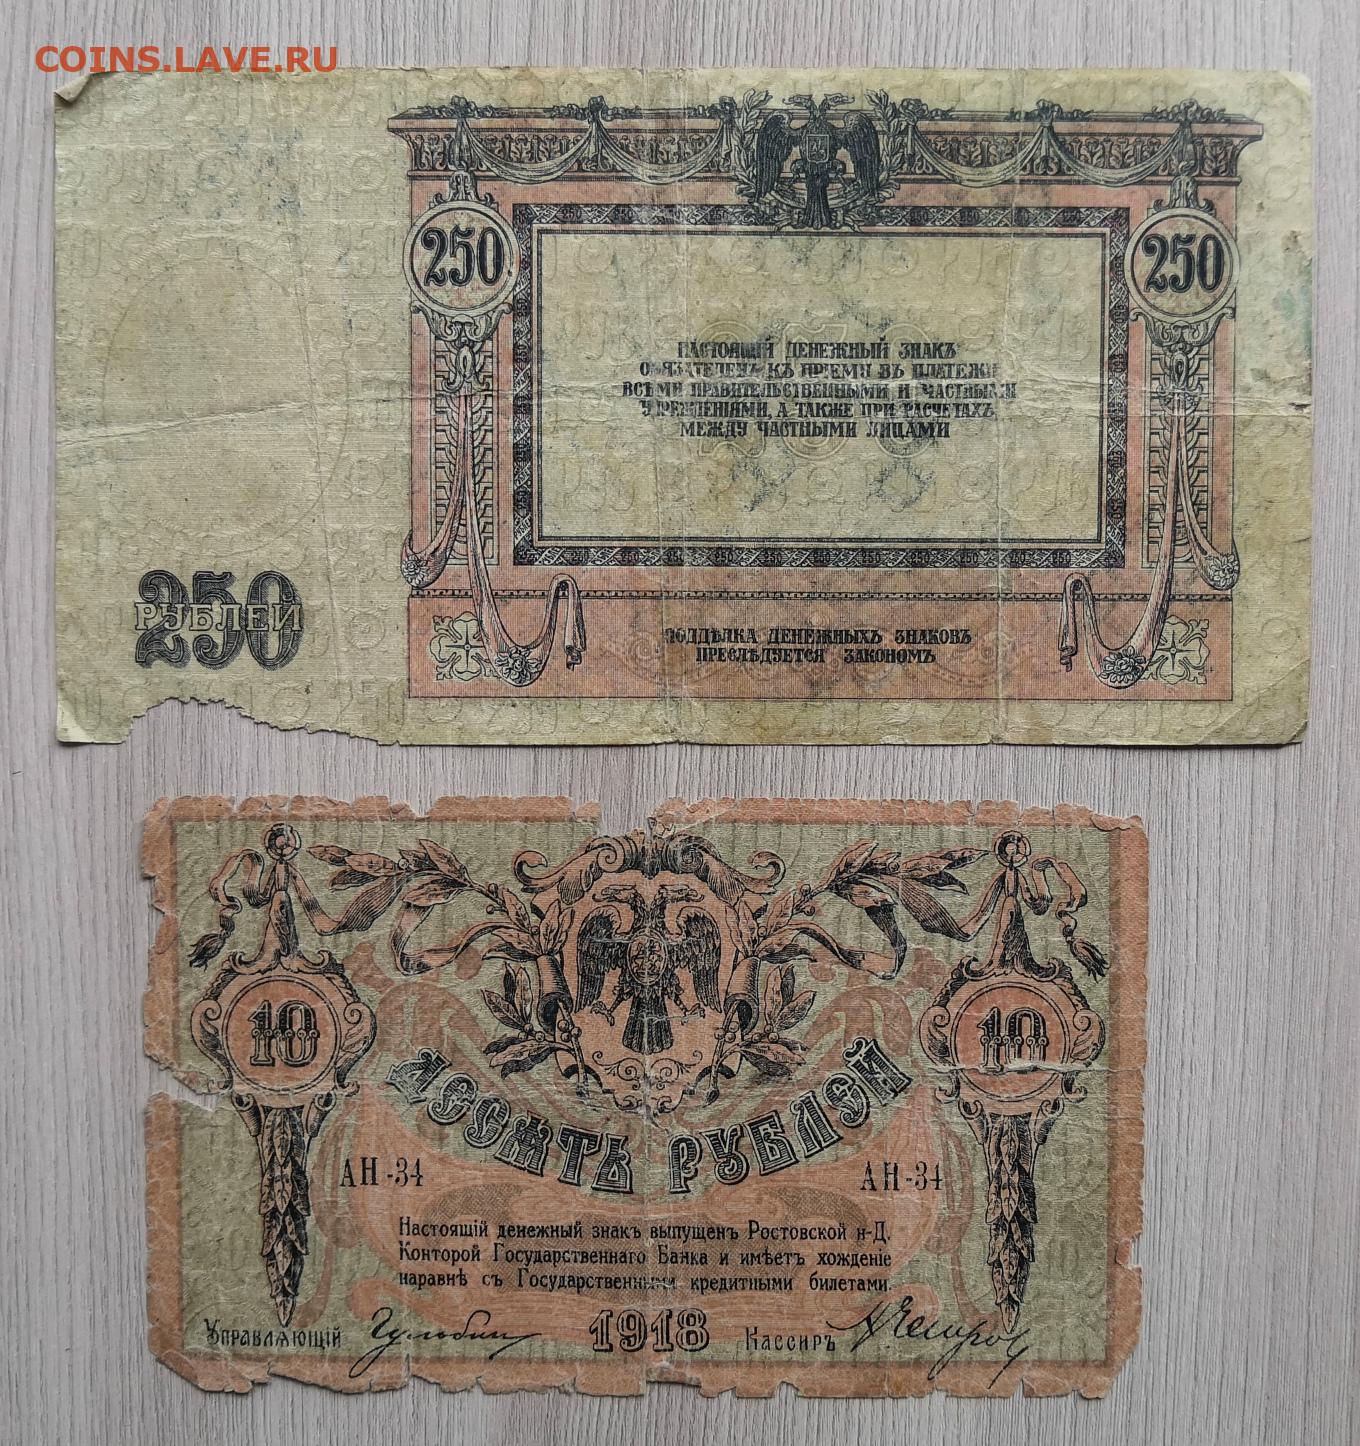 COINS.LAVE.RU
250
250
НАСТОЯЩІЙ ДЕНЕЖНЫЙ ЗНАКЪ
ОБЯЗАТЕЛЕНЪ КЪ ПРІЕМУ ВЪ ПЛАТЕЖИ
ВСѢМИ ПРАВИТЕЛЬСТВЕННЫМИ И ЧАСТНЫМИ
УЧРЕЖДЕНІЯМИ, А ТАКЖЕ ПРИ РАСЧЕТАХЪ
МЕЖДУ ЧАСТНЫМИ ЛИЦАМИ
250
РУБЛЕЙ
ПОДДѢЛКА ДЕНЕЖНЫХЪ ЗНАКОВЪ
ПРЕСЛѢДУЕТСЯ ЗАКОНОМЪ
10
10
ДЕСЯТЬ РУБЛЕЙ
АН-34
АН-34
Настоящій денежный знакъ выпущенъ Ростовской н-Д.
Конторой Государственнаго Банка и имѣетъ хожденіе
наравнѣ съ Государственными кредитными билетами.
Управляющій
1918
Кассиръ